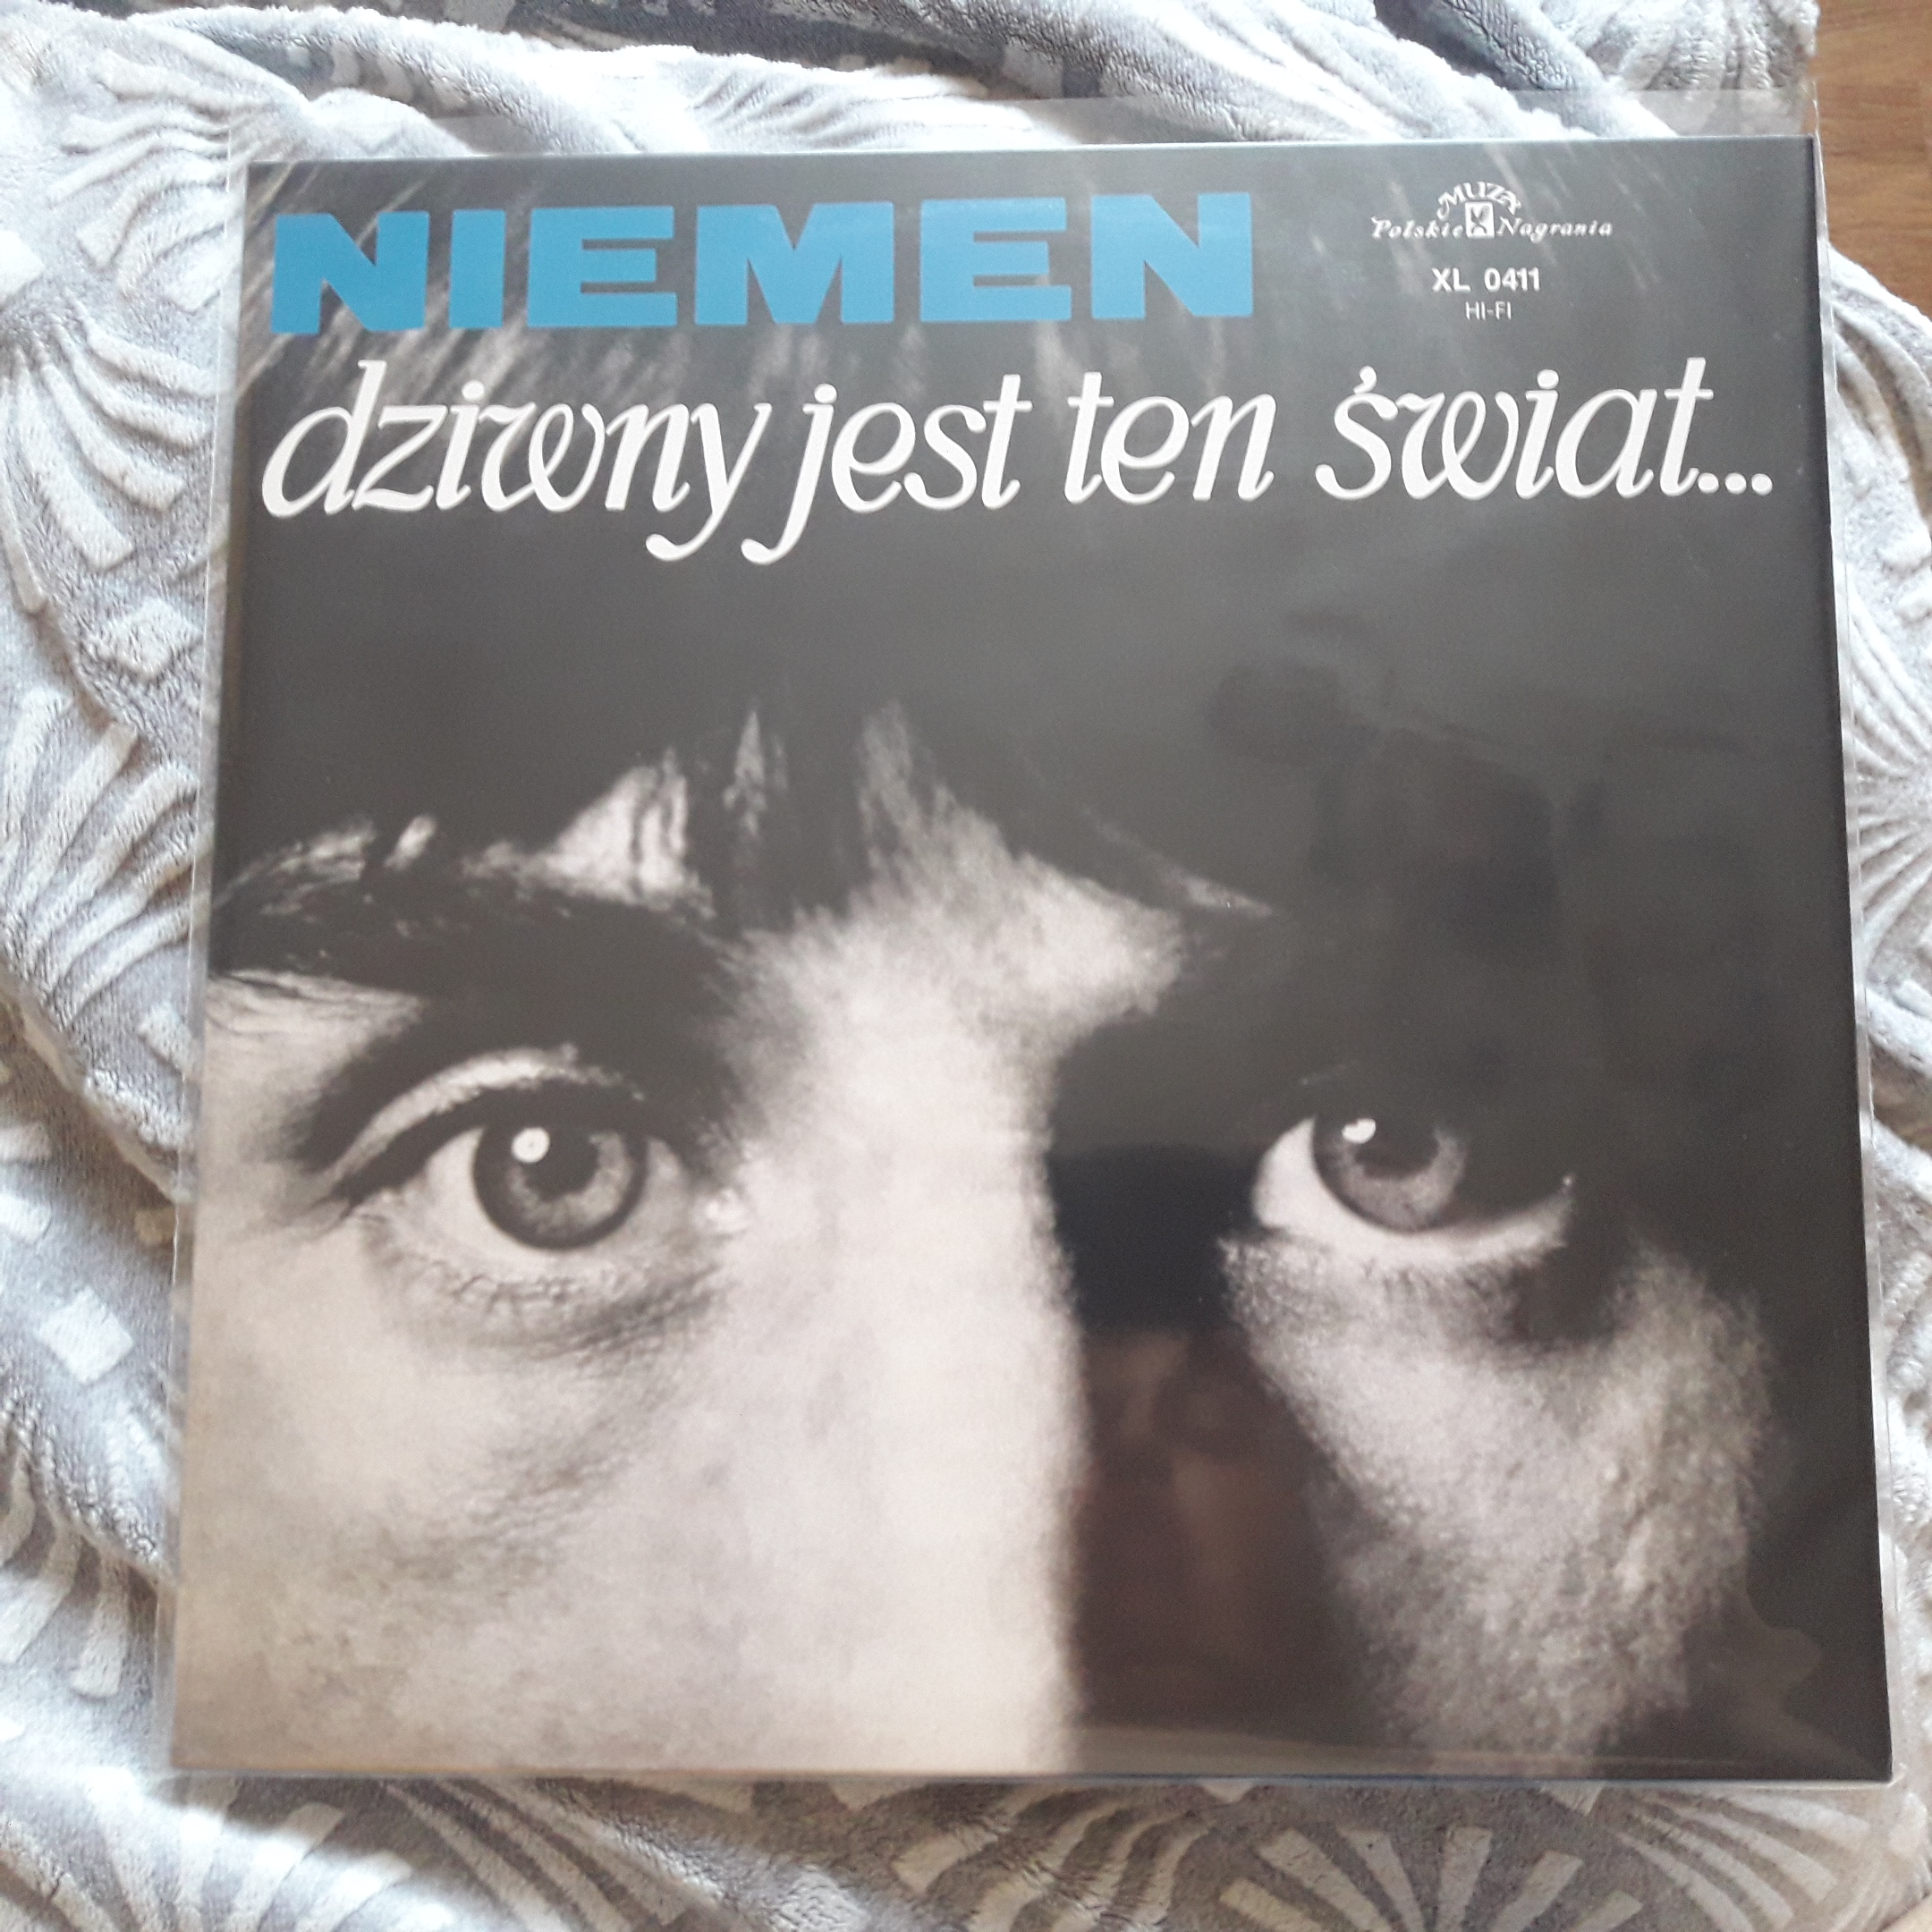 NIEMEN
MUZA
Polskie Nagrania
XL 0411
HI-FI
dziwny jest ten świat...